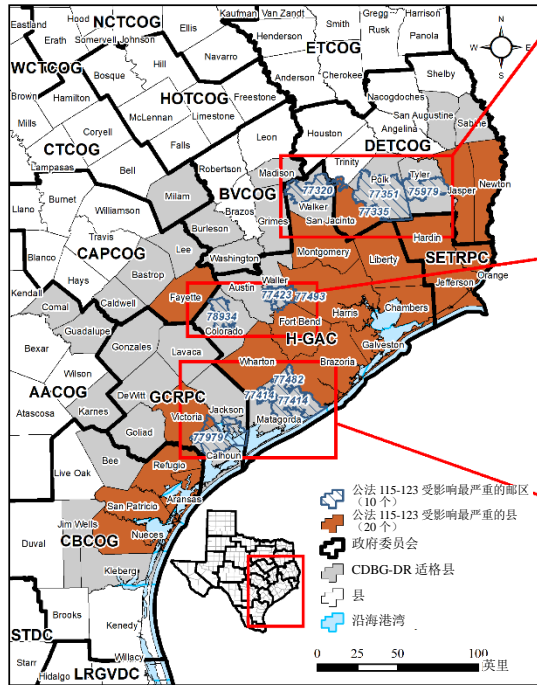 NCTCOG
Hood
Kaufman
Van Zandt
Smith
Gregg
Harrison
Eastland
Erath
Somervell
Johnson
Ellis
Henderson
Rusk
Panola
ETCOG
Navarro
WCTCOG
Bosque
Hill
Anderson
Cherokee
Shelby
Brown
Hamilton
HOTCOG
Freestone
Nacogdoches
Mills
McLennan
Limestone
San Augustine
Coryell
Leon
Houston
Angelina
Sabine
CTCOG
Falls
DETCOG
Lampasas
Bell
Robertson
Madison
Trinity
Polk
Tyler
Burnet
Milam
BVCOG
77320
77351
75979
Jasper
Newton
Llano
Williamson
Brazos
Walker
77335
Burleson
Grimes
San Jacinto
Travis
Lee
Hardin
Blanco
CAPCOG
Washington
Montgomery
Liberty
SETRPC
Hays
Bastrop
Waller
Orange
Kendall
Fayette
Austin
77423
77493
Jefferson
Comal
Caldwell
Harris
Chambers
Guadalupe
78934
Fort Bend
Colorado
H-GAC
Bexar
Gonzales
Lavaca
Galveston
Wilson
Wharton
Brazoria
AACOG
DeWitt
77482
GCRPC
77414
77414
Atascosa
Karnes
Jackson
Victoria
Matagorda
Goliad
77979
Bee
Calhoun
Live Oak
Refugio
Aransas
San Patricio
Jim Wells
Nueces
Duval
CBCOG
Kleberg
Brooks
Kenedy
STDC
Willacy
Starr
Hidalgo
LRGVDC
N
W
E
S
公法 115-123 受影响最严重的邮区
（10 个）
公法 115-123 受影响最严重的县
（20 个）
政府委员会
CDBG-DR 适格县
县
沿海港湾
0 25 50 100
英里